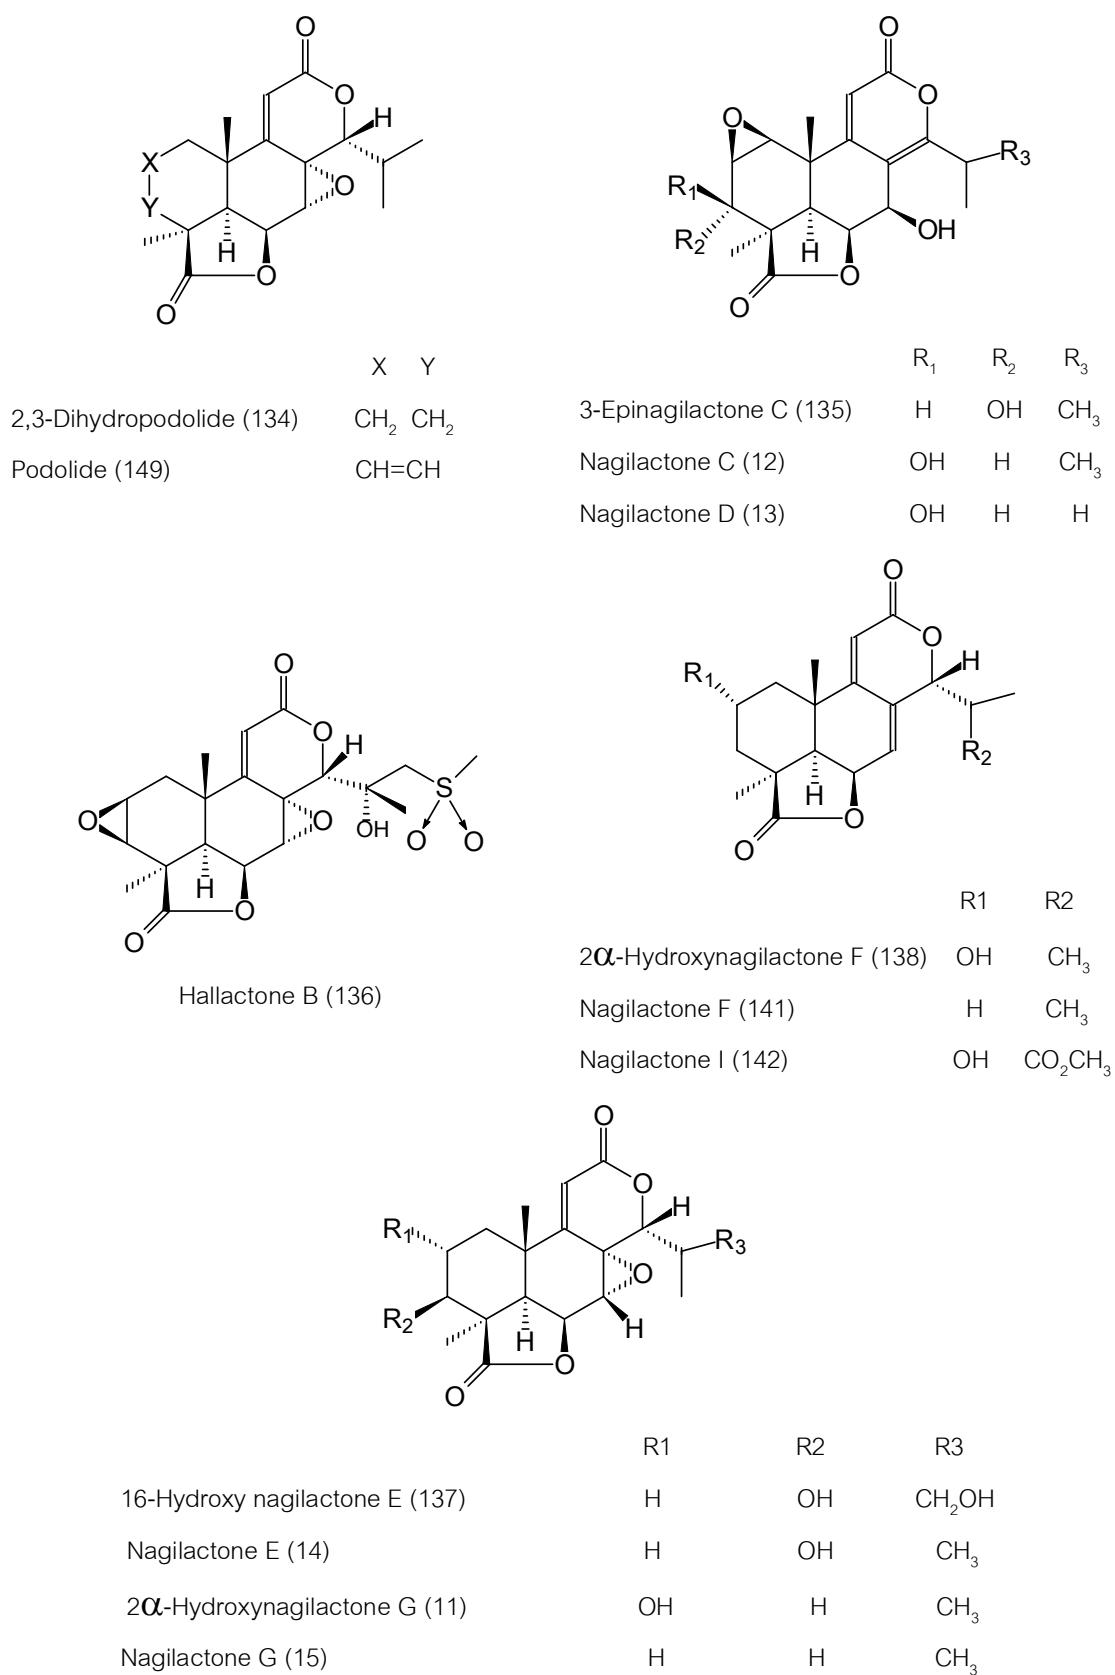 O
O
H
O
X
Y
H
O
O
X Y
2,3-Dihydropodolide (134) CH2 CH2
Podolide (149) CH=CH
O
O
O
R3
R1
R2
OH
H
O
O
R1 R2 R3
3-Epinagilactone C (135) H OH CH3
Nagilactone C (12) OH H CH3
Nagilactone D (13) OH H H
O
O
H
S
O
O
OH
O
O
H
O
O
Hallactone B (136)
O
O
H
R1
R2
H
O
O
R1 R2
2α-Hydroxynagilactone F (138) OH CH3
Nagilactone F (141) H CH3
Nagilactone I (142) OH CO2CH3
O
O
H
R1
R3
O
R2
H
H
O
O
R1 R2 R3
16-Hydroxy nagilactone E (137) H OH CH2OH
Nagilactone E (14) H OH CH3
2α-Hydroxynagilactone G (11) OH H CH3
Nagilactone G (15) H H CH3